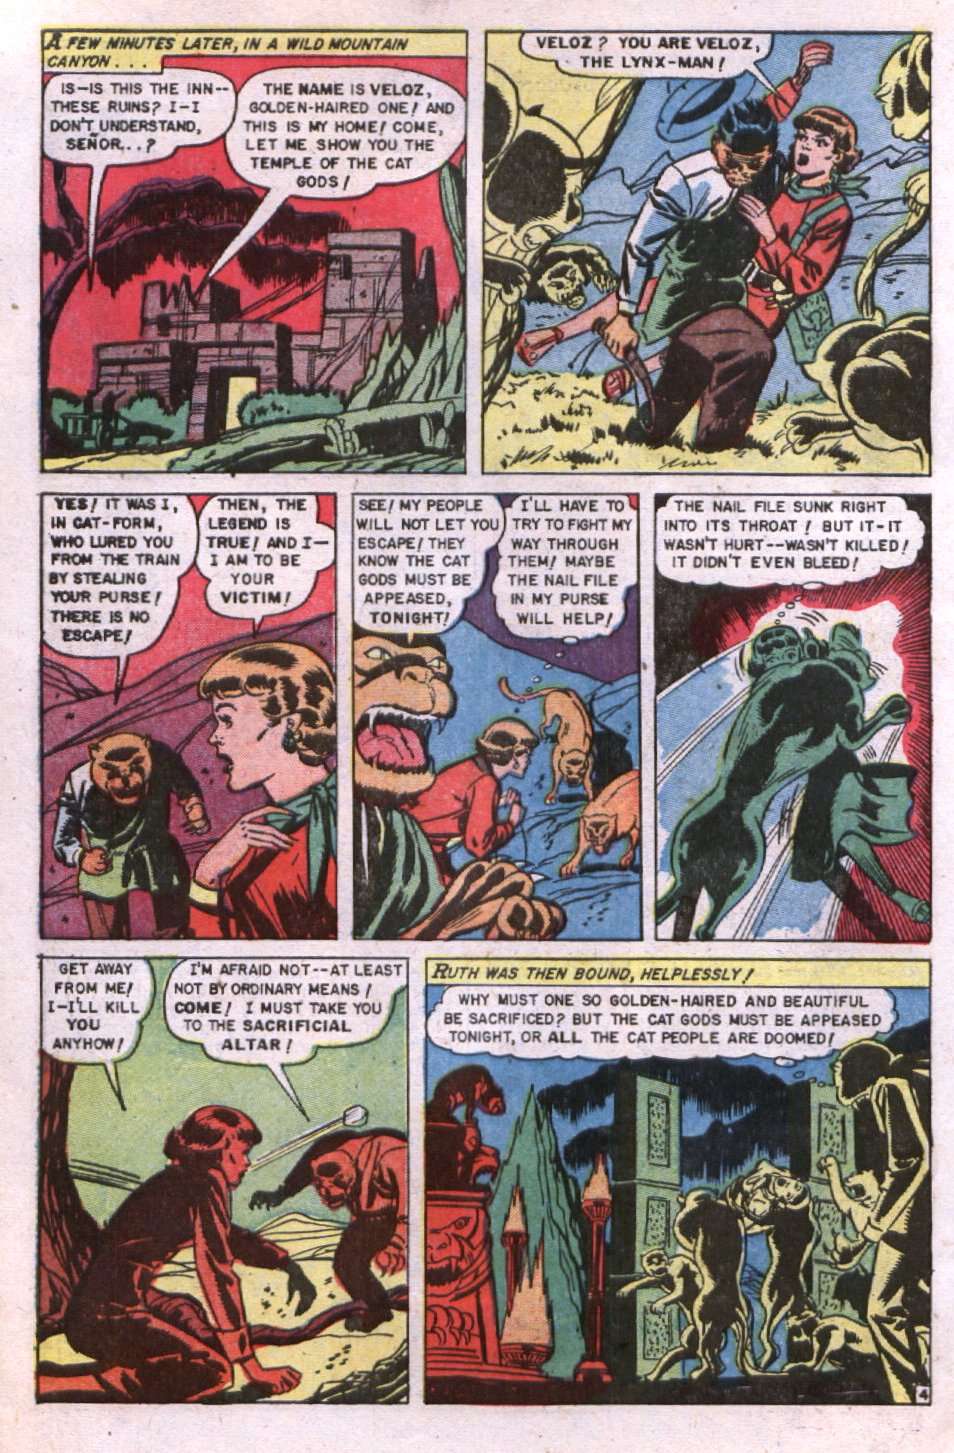 A FEW MINUTES LATER, IN A WILD MOUNTAIN
CANYON . . .
IS-IS THIS THE INN--
THESE RUINS? I-I
DON'T UNDERSTAND,
SEÑOR...?
THE NAME IS VELOZ,
GOLDEN-HAIRED ONE! AND
THIS IS MY HOME! COME,
LET ME SHOW YOU THE
TEMPLE OF THE CAT
GODS!
VELOZ? YOU ARE VELOZ,
THE LYNX-MAN!
YES! IT WAS I,
IN CAT-FORM,
WHO LURED YOU
FROM THE TRAIN
BY STEALING
YOUR PURSE!
THERE IS NO
ESCAPE!
THEN, THE
LEGEND IS
TRUE! AND I—
I AM TO BE
YOUR
VICTIM!
SEE! MY PEOPLE
WILL NOT LET YOU
ESCAPE! THEY
KNOW THE CAT
GODS MUST BE
APPEASED,
TONIGHT!
I'LL HAVE TO
TRY TO FIGHT MY
WAY THROUGH
THEM! MAYBE
THE NAIL FILE
IN MY PURSE
WILL HELP!
THE NAIL FILE SUNK RIGHT
INTO ITS THROAT! BUT IT-IT
WASN'T HURT--WASN'T KILLED!
IT DIDN'T EVEN BLEED!
GET AWAY
FROM ME!
I-I'LL KILL
YOU
ANYHOW!
I'M AFRAID NOT--AT LEAST
NOT BY ORDINARY MEANS!
COME! I MUST TAKE YOU
TO THE SACRIFICIAL
ALTAR!
RUTH WAS THEN BOUND, HELPLESSLY!
WHY MUST ONE SO GOLDEN-HAIRED AND BEAUTIFUL
BE SACRIFICED? BUT THE CAT GODS MUST BE APPEASED
TONIGHT, OR ALL THE CAT PEOPLE ARE DOOMED!
4